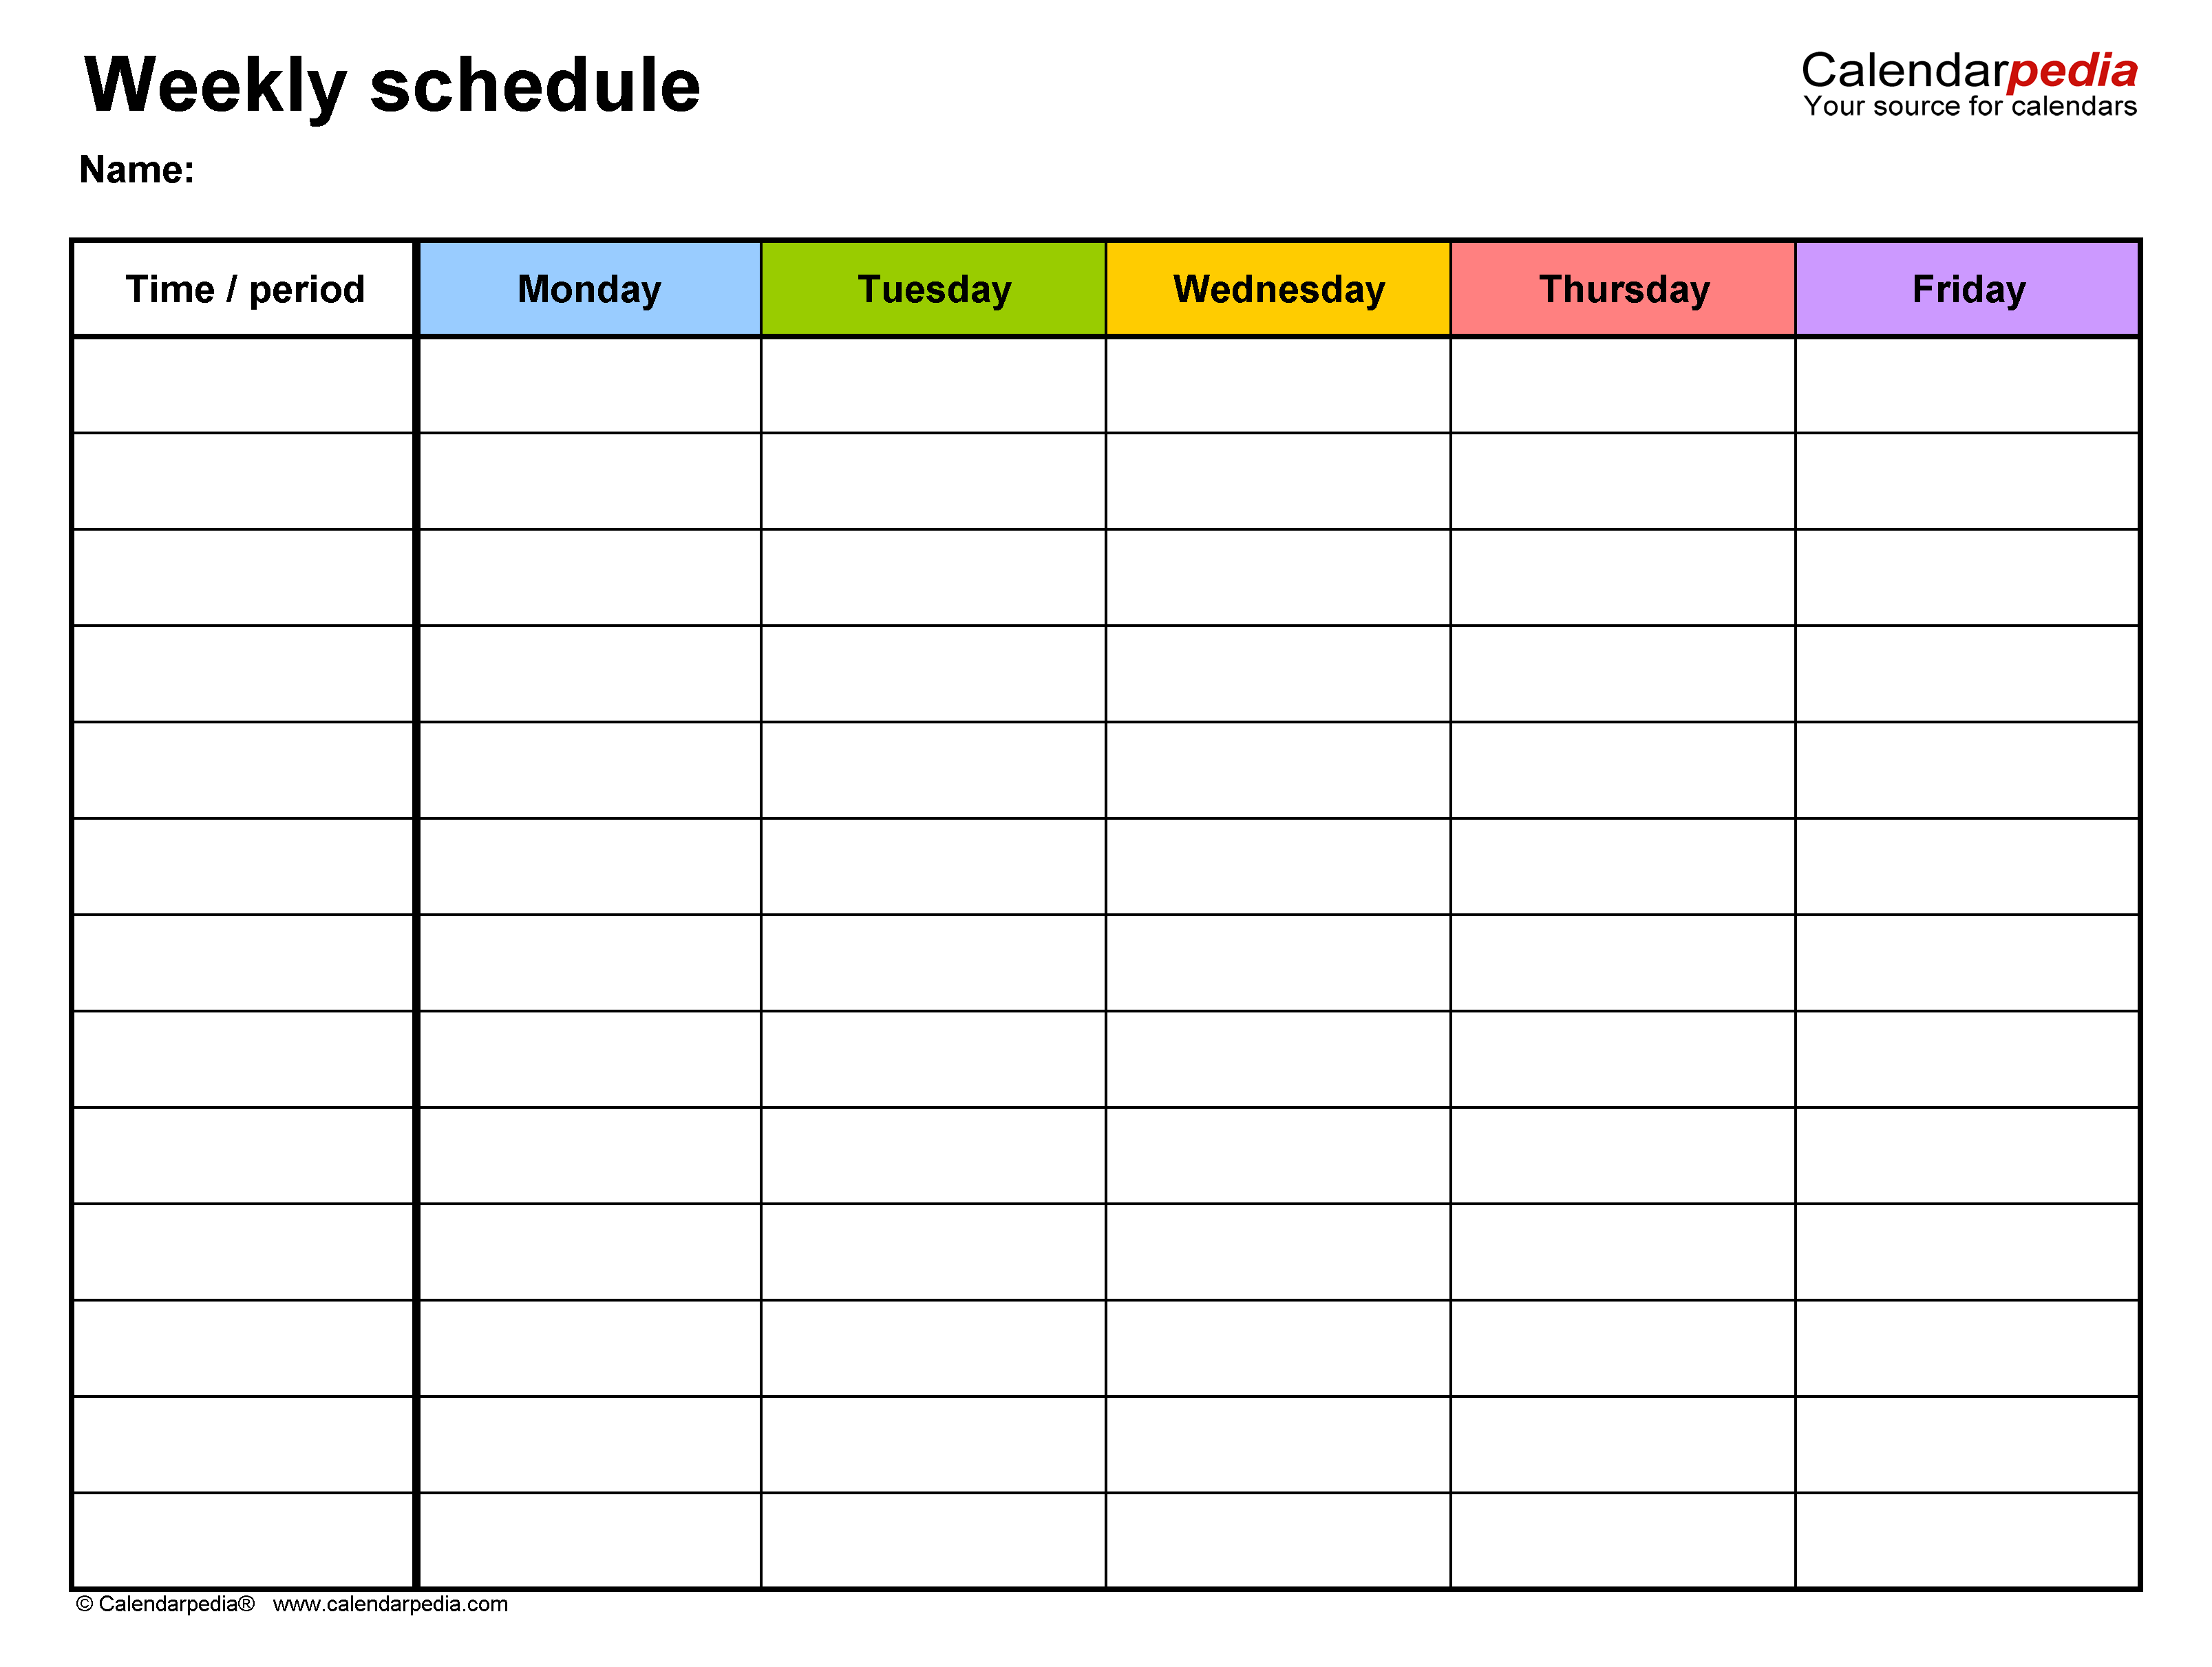 Weekly schedule
Calendarpedia
Your source for calendars
Name:
Time / period Monday Tuesday Wednesday Thursday Friday
© Calendarpedia® www.calendarpedia.com